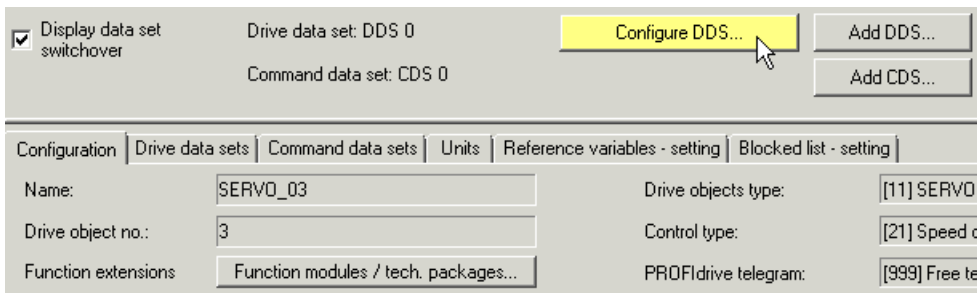 Display data set switchover
Drive data set: DDS 0
Configure DDS...
Add DDS...
Command data set: CDS 0
Add CDS...
Configuration
Drive data sets
Command data sets
Units
Reference variables - setting
Blocked list - setting
Name:
SERVO_03
Drive objects type:
[11] SERVO
Drive object no.:
3
Control type:
[21] Speed
Function extensions
Function modules / tech. packages...
PROFIdrive telegram:
[999] Free